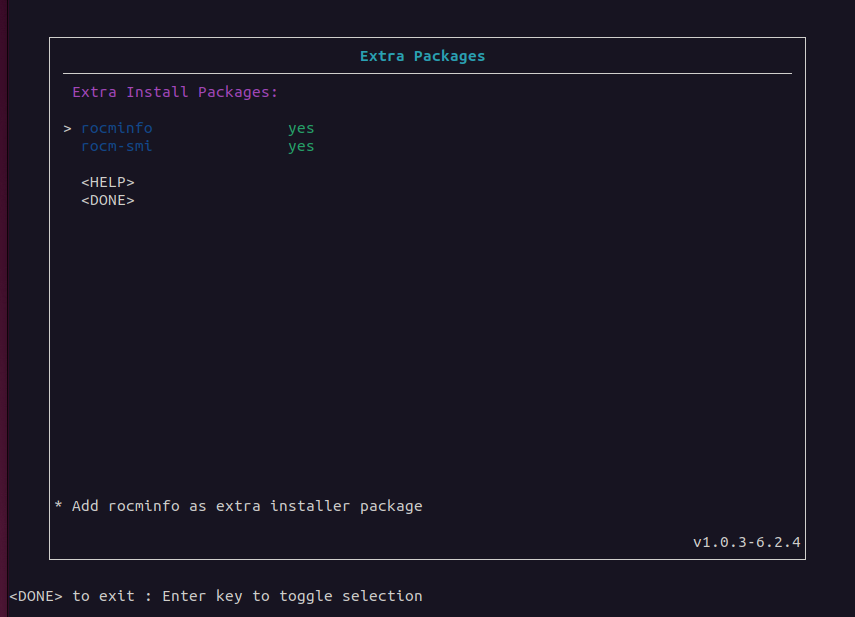 Extra Packages
Extra Install Packages:
> rocminfo yes
rocm-smi yes
<HELP>
<DONE>
* Add rocminfo as extra installer package
v1.0.3-6.2.4
<DONE> to exit : Enter key to toggle selection